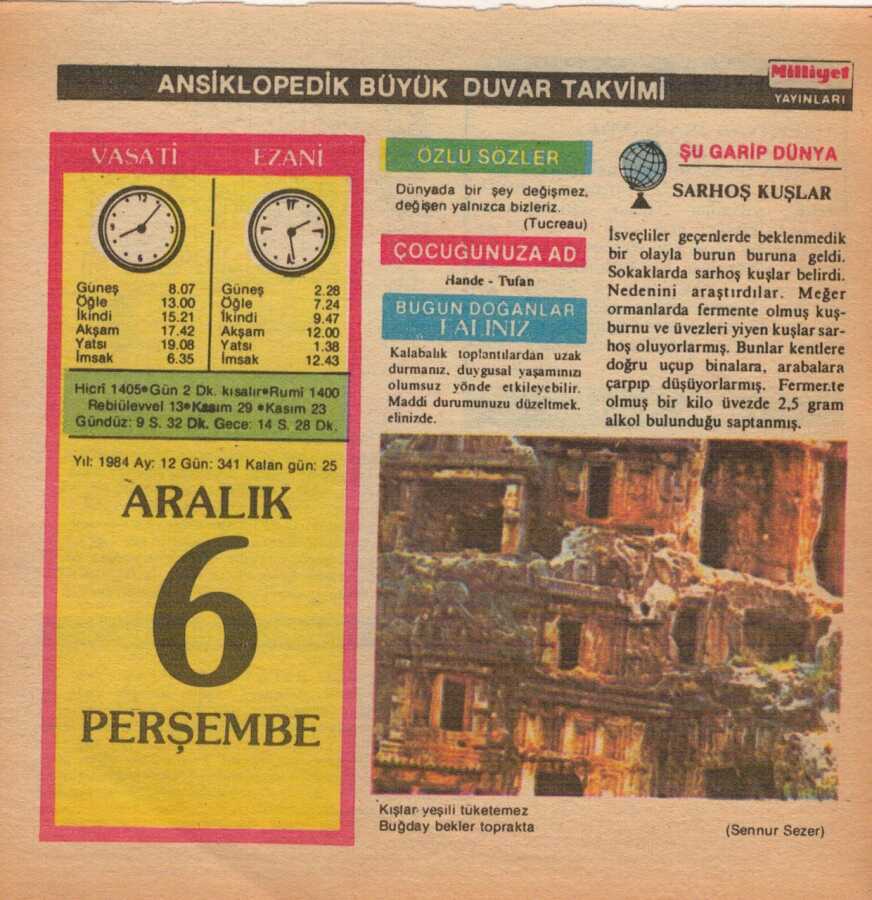 ANSİKLOPEDİK BÜYÜK DUVAR TAKVİMİ
Milliyet
YAYINLARI
VASATİ
Güneş 8.07
Öğle 13.00
İkindi 15.21
Akşam 17.42
Yatsı 19.08
İmsak 6.35
EZANİ
Güneş 2.26
Öğle 7.24
İkindi 9.47
Akşam 12.00
Yatsı 1.38
İmsak 12.43
Hicrî 1405•Gün 2 Dk. kısalır•Rumî 1400
Rebiülevvel 13•Kasım 29 •Kasım 23
Gündüz: 9 S. 32 Dk. Gece: 14 S. 28 Dk.
Yıl: 1984 Ay: 12 Gün: 341 Kalan gün: 25
ARALIK
6
PERŞEMBE
ÖZLÜ SÖZLER
Dünyada bir şey değişmez,
değişen yalnızca bizleriz.
(Tucreau)
ÇOCUĞUNUZA AD
Hande - Tufan
BUGÜN DOĞANLAR
FALINIZ
Kalabalık toplantılardan uzak
durmanız, duygusal yaşamınızı
olumsuz yönde etkileyebilir.
Maddi durumunuzu düzeltmek,
elinizde.
ŞU GARİP DÜNYA
SARHOŞ KUŞLAR
İsveçliler geçenlerde beklenmedik
bir olayla burun buruna geldi.
Sokaklarda sarhoş kuşlar belirdi.
Nedenini araştırdılar. Meğer
ormanlarda fermente olmuş kuş-
burnu ve üvezleri yiyen kuşlar sar-
hoş oluyorlarmış. Bunlar kentlere
doğru uçup binalara, arabalara
çarpıp düşüyorlarmış. Fermente
olmuş bir kilo üvezde 2,5 gram
alkol bulunduğu saptanmış.
Kışlar yeşili tüketemez
Buğday bekler toprakta
(Sennur Sezer)